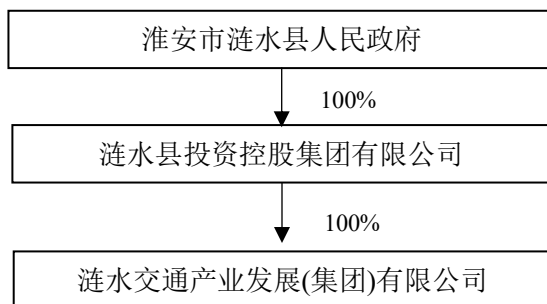 淮安市涟水县人民政府
100%
涟水县投资控股集团有限公司
100%
涟水交通产业发展(集团)有限公司